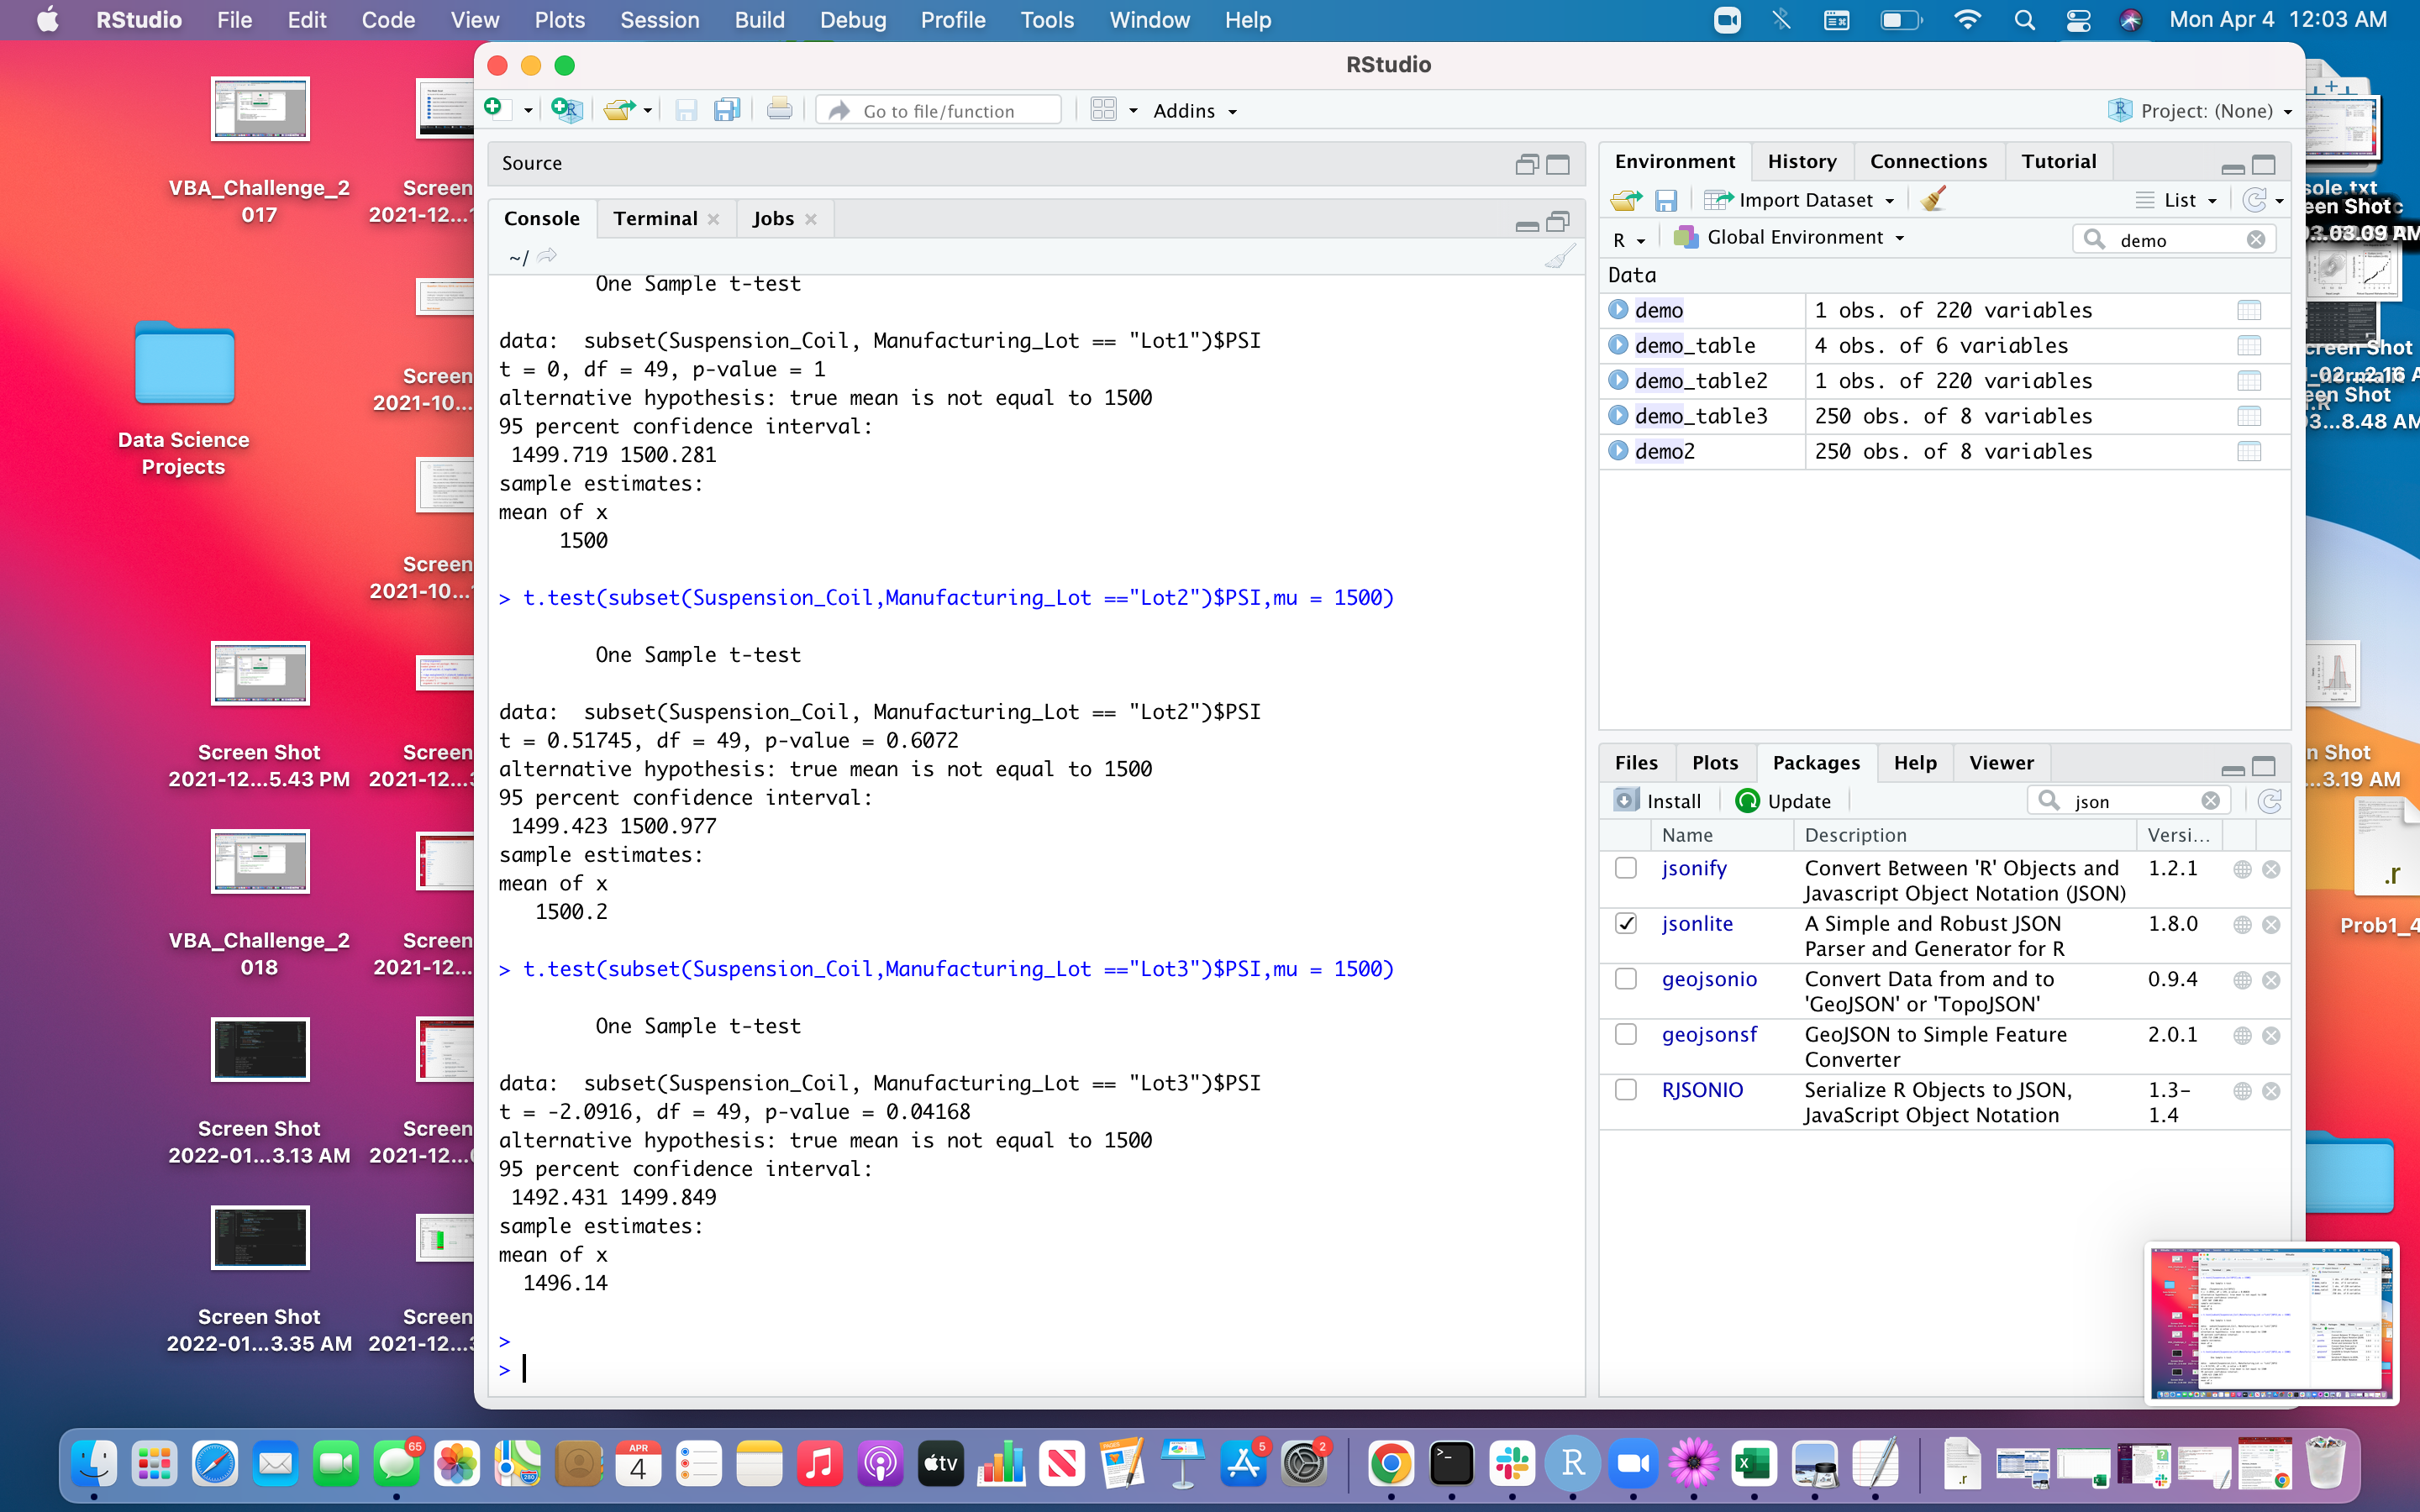 RStudio File Edit Code View Plots Session Build Debug Profile Tools Window Help
Mon Apr 4 12:03 AM
RStudio
Go to file/function
Addins
Project: (None)
Source
Console Terminal Jobs
~/
One Sample t-test
data: subset(Suspension_Coil, Manufacturing_Lot == "Lot1")$PSI
t = 0, df = 49, p-value = 1
alternative hypothesis: true mean is not equal to 1500
95 percent confidence interval:
1499.719 1500.281
sample estimates:
mean of x
1500
> t.test(subset(Suspension_Coil,Manufacturing_Lot =="Lot2")$PSI,mu = 1500)
One Sample t-test
data: subset(Suspension_Coil, Manufacturing_Lot == "Lot2")$PSI
t = 0.51745, df = 49, p-value = 0.6072
alternative hypothesis: true mean is not equal to 1500
95 percent confidence interval:
1499.423 1500.977
sample estimates:
mean of x
1500.2
> t.test(subset(Suspension_Coil,Manufacturing_Lot =="Lot3")$PSI,mu = 1500)
One Sample t-test
data: subset(Suspension_Coil, Manufacturing_Lot == "Lot3")$PSI
t = -2.0916, df = 49, p-value = 0.04168
alternative hypothesis: true mean is not equal to 1500
95 percent confidence interval:
1492.431 1499.849
sample estimates:
mean of x
1496.14
>
>
Environment History Connections Tutorial
Import Dataset
List
R
Global Environment
demo
Data
demo 1 obs. of 220 variables
demo_table 4 obs. of 6 variables
demo_table2 1 obs. of 220 variables
demo_table3 250 obs. of 8 variables
demo2 250 obs. of 8 variables
Files Plots Packages Help Viewer
Install Update
json
Name Description Versi...
jsonify Convert Between 'R' Objects and Javascript Object Notation (JSON) 1.2.1
jsonlite A Simple and Robust JSON Parser and Generator for R 1.8.0
geojsonio Convert Data from and to 'GeoJSON' or 'TopoJSON' 0.9.4
geojsonsf GeoJSON to Simple Feature Converter 2.0.1
RJSONIO Serialize R Objects to JSON, JavaScript Object Notation 1.3-1.4
VBA_Challenge_2
017
Screen
2021-12...
Data Science
Projects
Screen
2021-10...
Screen
2021-10...
Screen Shot
2021-12...5.43 PM
Screen
2021-12...
VBA_Challenge_2
018
Screen
2021-12...
Screen Shot
2022-01...3.13 AM
Screen
2021-12...
Screen Shot
2022-01...3.35 AM
Screen
2021-12...
sole.txt
een Shot
03.09 AM
creen Shot
een Shot
3...8.48 AM
n Shot
...3.19 AM
.r
Prob1_4
65
APR
4
280
tv
5
2
R
X
.r